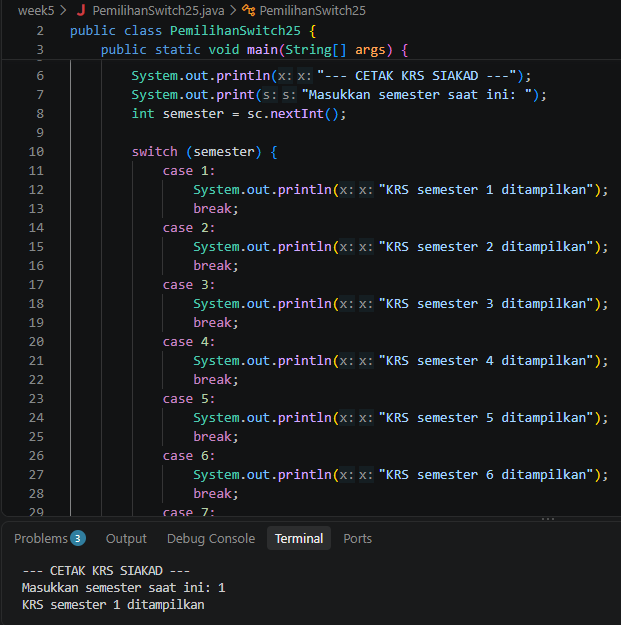 week5 > J PemilihanSwitch25.java > PemilihanSwitch25
2 public class PemilihanSwitch25 {
3 public static void main(String[] args) {
6 System.out.println(x: x: "--- CETAK KRS SIAKAD ---");
7 System.out.print(s: s: "Masukkan semester saat ini: ");
8 int semester = sc.nextInt();
9
10 switch (semester) {
11 case 1:
12 System.out.println(x: x: "KRS semester 1 ditampilkan");
13 break;
14 case 2:
15 System.out.println(x: x: "KRS semester 2 ditampilkan");
16 break;
17 case 3:
18 System.out.println(x: x: "KRS semester 3 ditampilkan");
19 break;
20 case 4:
21 System.out.println(x: x: "KRS semester 4 ditampilkan");
22 break;
23 case 5:
24 System.out.println(x: x: "KRS semester 5 ditampilkan");
25 break;
26 case 6:
27 System.out.println(x: x: "KRS semester 6 ditampilkan");
28 break;
29 case 7:
Problems 3 Output Debug Console Terminal Ports
--- CETAK KRS SIAKAD ---
Masukkan semester saat ini: 1
KRS semester 1 ditampilkan